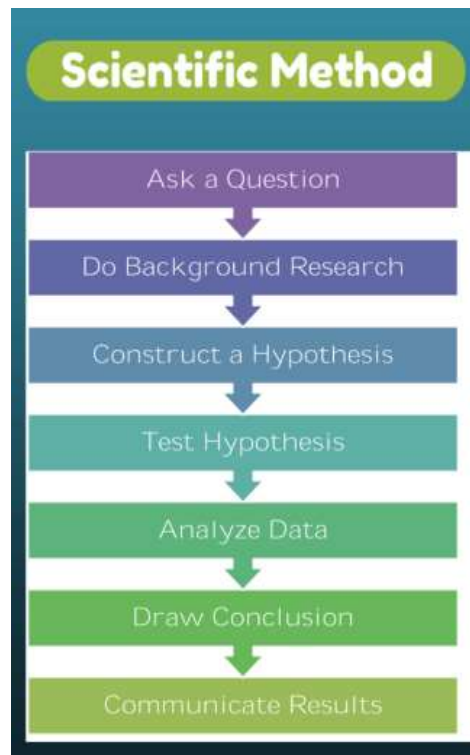 Scientific Method
Ask a Question
Do Background Research
Construct a Hypothesis
Test Hypothesis
Analyze Data
Draw Conclusion
Communicate Results